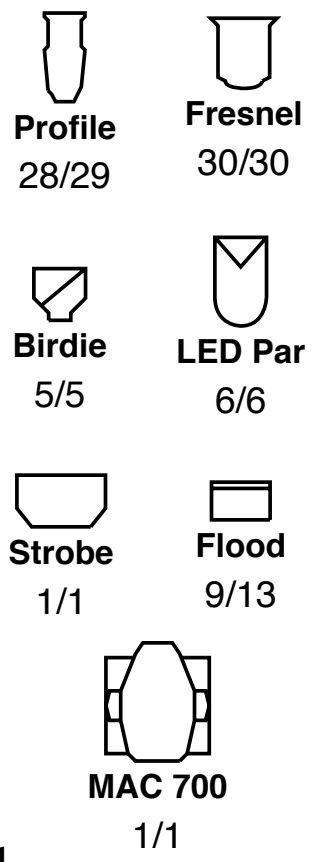 Profile
28/29
Fresnel
30/30
Birdie
5/5
LED Par
6/6
Strobe
1/1
Flood
9/13
MAC 700
1/1